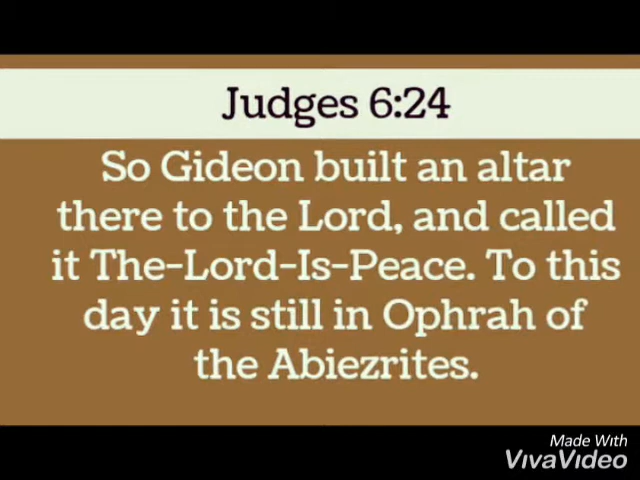 Judges 6:24
So Gideon built an altar
there to the Lord, and called
it The-Lord-Is-Peace. To this
day it is still in Ophrah of
the Abiezrites.
Made With
VivaVideo